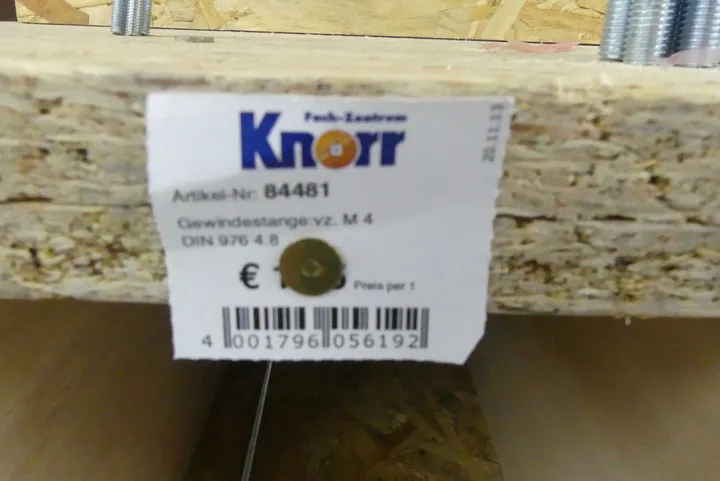 Fach-Zentrum
Knorr
20.11.13
Artikel-Nr: 84481
Gewindestange vz. M 4
DIN 976 4.8
€
Preis per 1
4 001796 056192